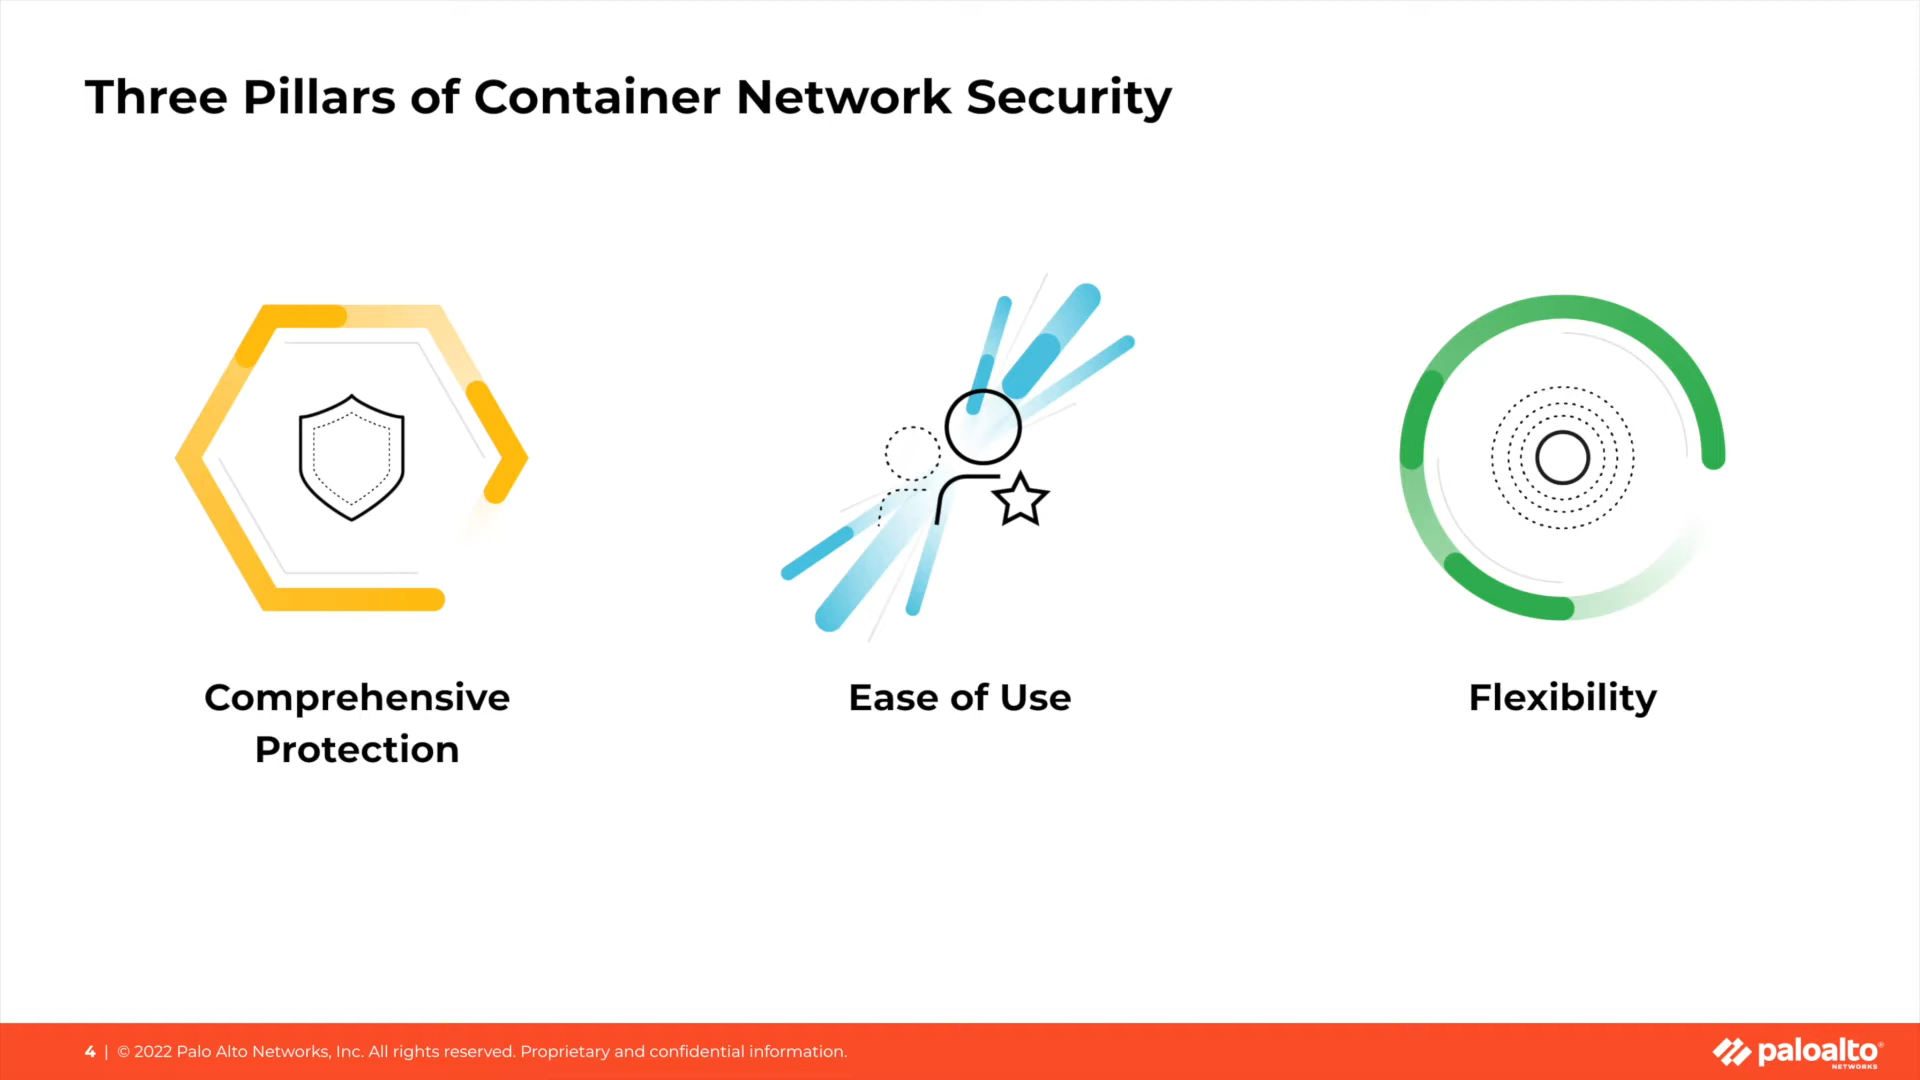 Three Pillars of Container Network Security
Comprehensive
Protection
Ease of Use
Flexibility
4 | © 2022 Palo Alto Networks, Inc. All rights reserved. Proprietary and confidential information.
paloalto®
NETWORKS